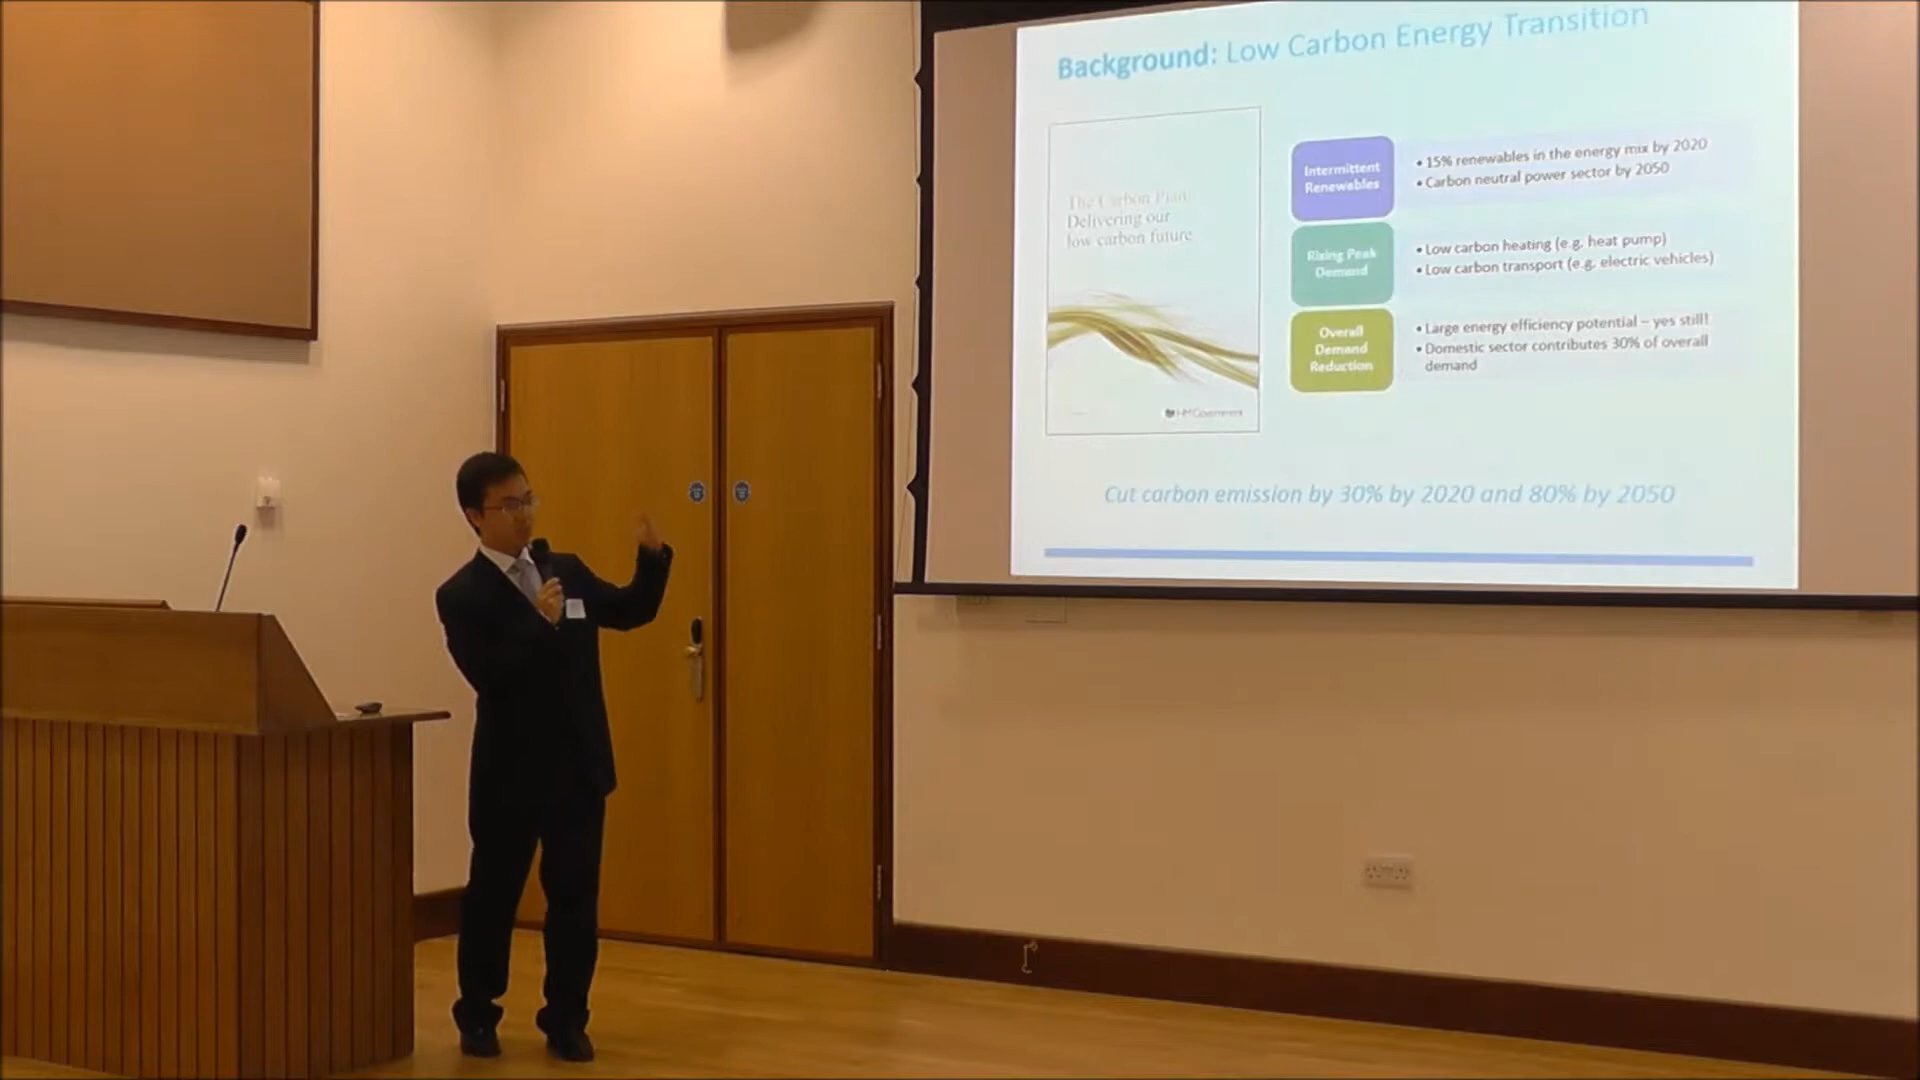 Background: Low Carbon Energy Transition
The Carbon Plan:
Delivering our
low carbon future
HM Government
Intermittent
Renewables
• 15% renewables in the energy mix by 2020
• Carbon neutral power sector by 2050
Rising Peak
Demand
• Low carbon heating (e.g. heat pump)
• Low carbon transport (e.g. electric vehicles)
Overall
Demand
Reduction
• Large energy efficiency potential – yes still!
• Domestic sector contributes 30% of overall
demand
Cut carbon emission by 30% by 2020 and 80% by 2050